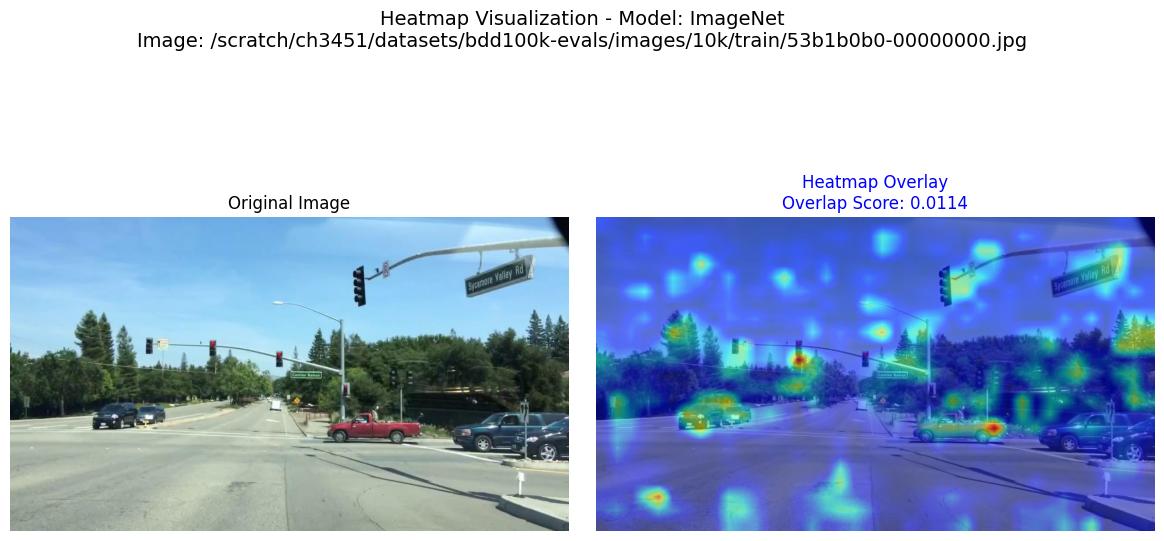 Heatmap Visualization - Model: ImageNet
Image: /scratch/ch3451/datasets/bdd100k-evals/images/10k/train/53b1b0b0-00000000.jpg
Original Image
Heatmap Overlay
Overlap Score: 0.0114
Sycamore Valley Rd
Sycamore Valley Rd